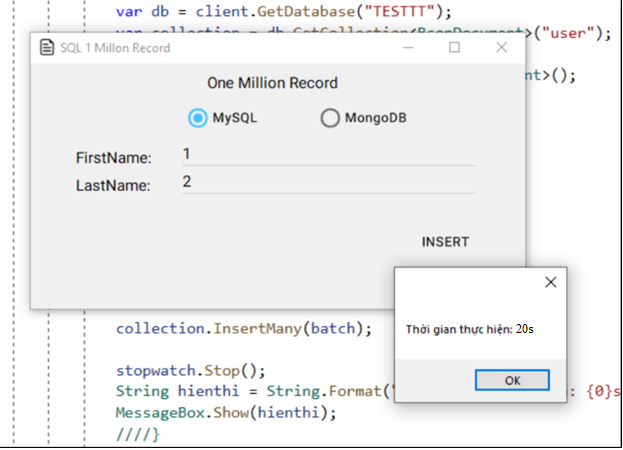 var db = client.GetDatabase("TESTTT");
var collection = db.GetCollection<BsonDocument>("user");
SQL 1 Millon Record
nt>();
One Million Record
MySQL
MongoDB
FirstName: 1
LastName: 2
INSERT
Thời gian thực hiện: 20s
OK
collection.InsertMany(batch);
stopwatch.Stop();
String hienthi = String.Format(" : {0}s
MessageBox.Show(hienthi);
////}